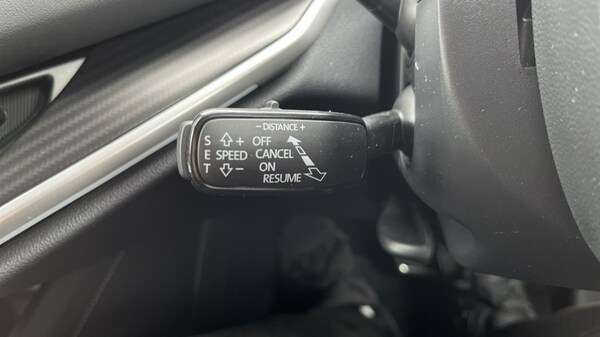 − DISTANCE +
S + OFF
E SPEED CANCEL
T − ON
RESUME